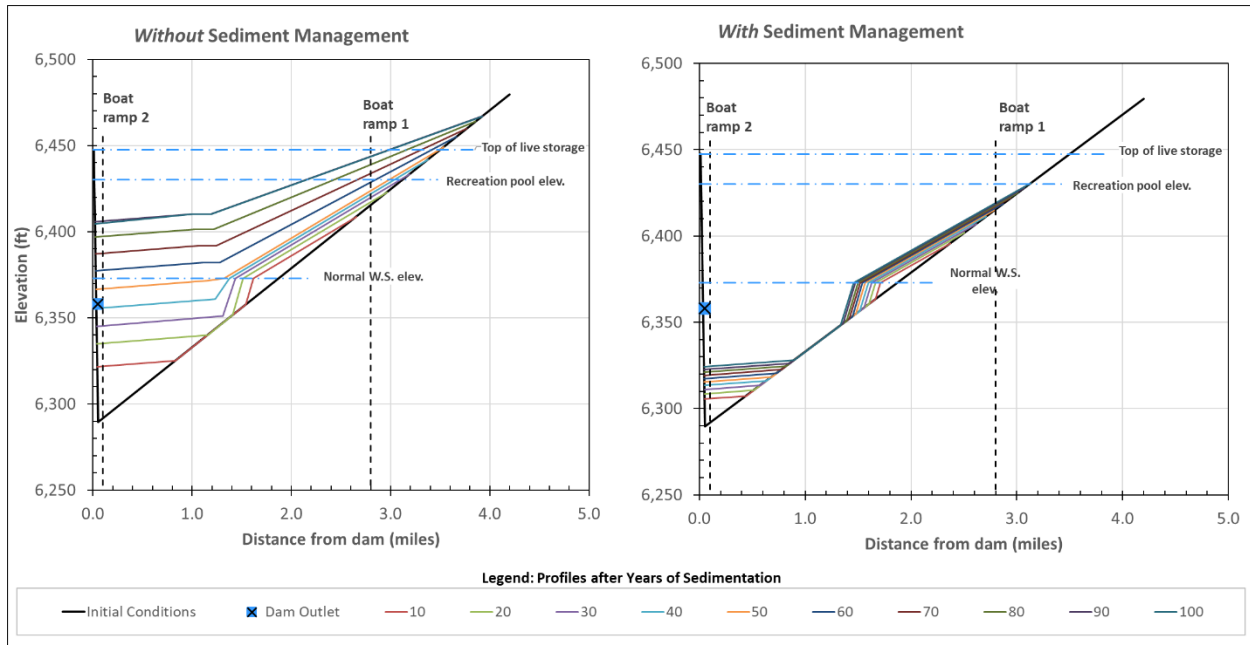 Without Sediment Management
6,500
6,450
6,400
6,350
6,300
6,250
Elevation (ft)
Boat
ramp 2
Boat
ramp 1
Top of live storage
Recreation pool elev.
Normal W.S. elev.
0.0 1.0 2.0 3.0 4.0 5.0
Distance from dam (miles)
With Sediment Management
6,500
6,450
6,400
6,350
6,300
6,250
Boat
ramp 2
Boat
ramp 1
Top of live storage
Recreation pool elev.
Normal W.S.
elev.
0.0 1.0 2.0 3.0 4.0 5.0
Distance from dam (miles)
Legend: Profiles after Years of Sedimentation
Initial Conditions Dam Outlet 10 20 30 40 50 60 70 80 90 100